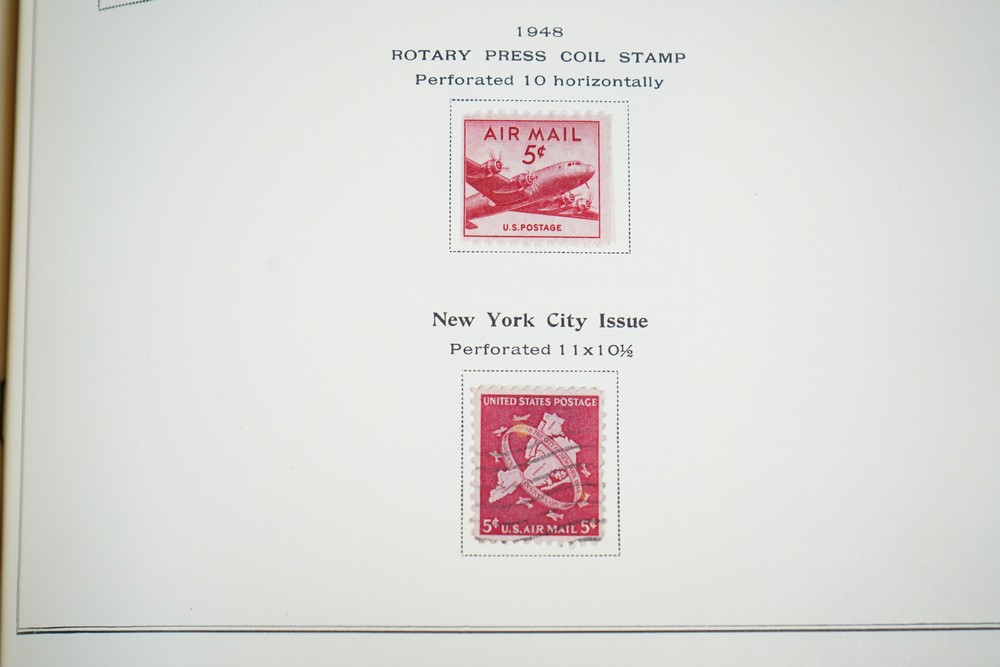 1948
ROTARY PRESS COIL STAMP
Perforated 10 horizontally
AIR MAIL
5¢
U.S. POSTAGE
New York City Issue
Perforated 11x10½
UNITED STATES POSTAGE
5¢ U.S. AIR MAIL 5¢